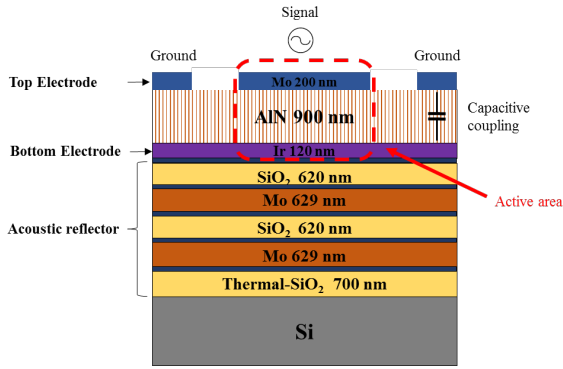 Signal
Ground
Ground
Top Electrode
Mo 200 nm
AlN 900 nm
Capacitive
coupling
Bottom Electrode
Ir 120 nm
SiO₂ 620 nm
Active area
Mo 629 nm
Acoustic reflector
SiO₂ 620 nm
Mo 629 nm
Thermal-SiO₂ 700 nm
Si